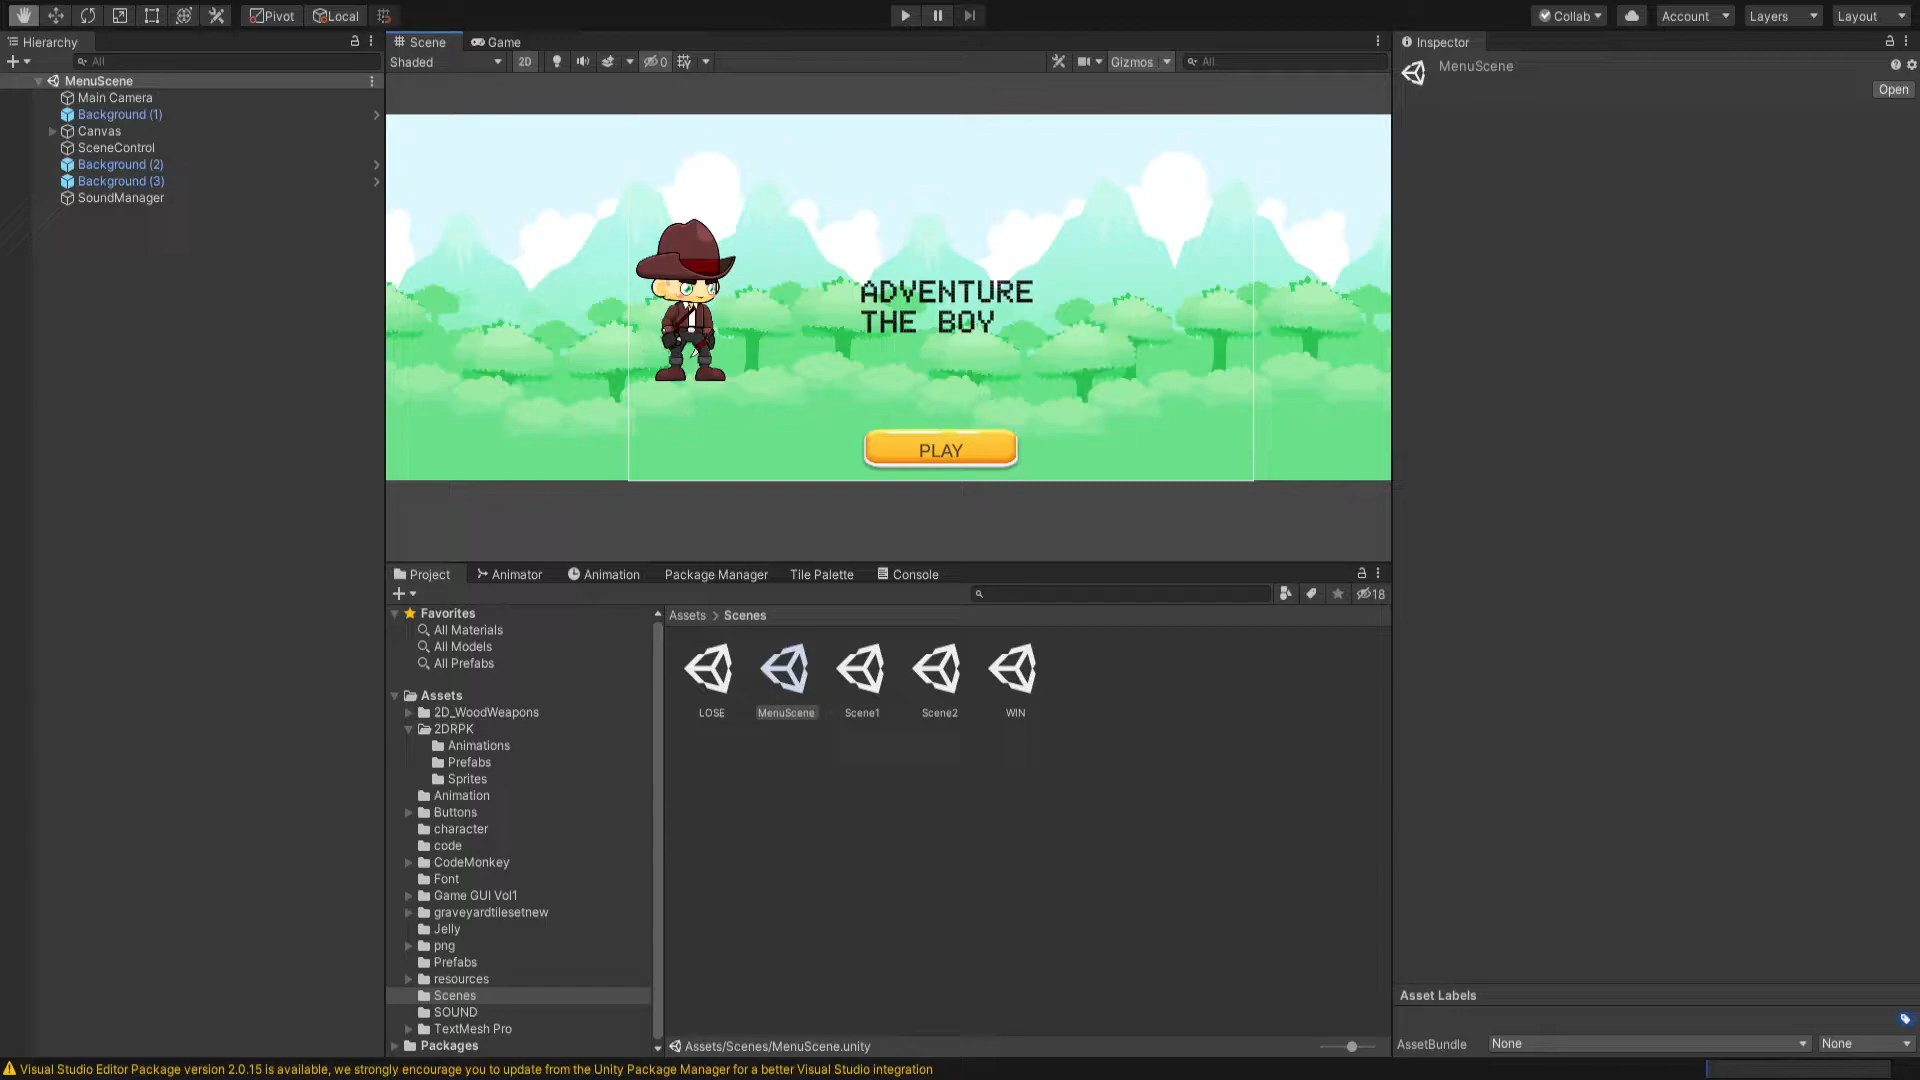 Pivot Local Collab Account Layers Layout
Hierarchy
All
MenuScene
Main Camera
Background (1)
Canvas
SceneControl
Background (2)
Background (3)
SoundManager
Scene Game
Shaded 2D 0 Gizmos All
ADVENTURE
THE BOY
PLAY
Inspector
MenuScene
Open
Project Animator Animation Package Manager Tile Palette Console
18
Favorites
All Materials
All Models
All Prefabs
Assets
2D_WoodWeapons
2DRPK
Animations
Prefabs
Sprites
Animation
Buttons
character
code
CodeMonkey
Font
Game GUI Vol1
graveyardtilesetnew
Jelly
png
Prefabs
resources
Scenes
SOUND
TextMesh Pro
Packages
Assets > Scenes
LOSE MenuScene Scene1 Scene2 WIN
Assets/Scenes/MenuScene.unity
Asset Labels
AssetBundle None None
Visual Studio Editor Package version 2.0.15 is available, we strongly encourage you to update from the Unity Package Manager for a better Visual Studio integration